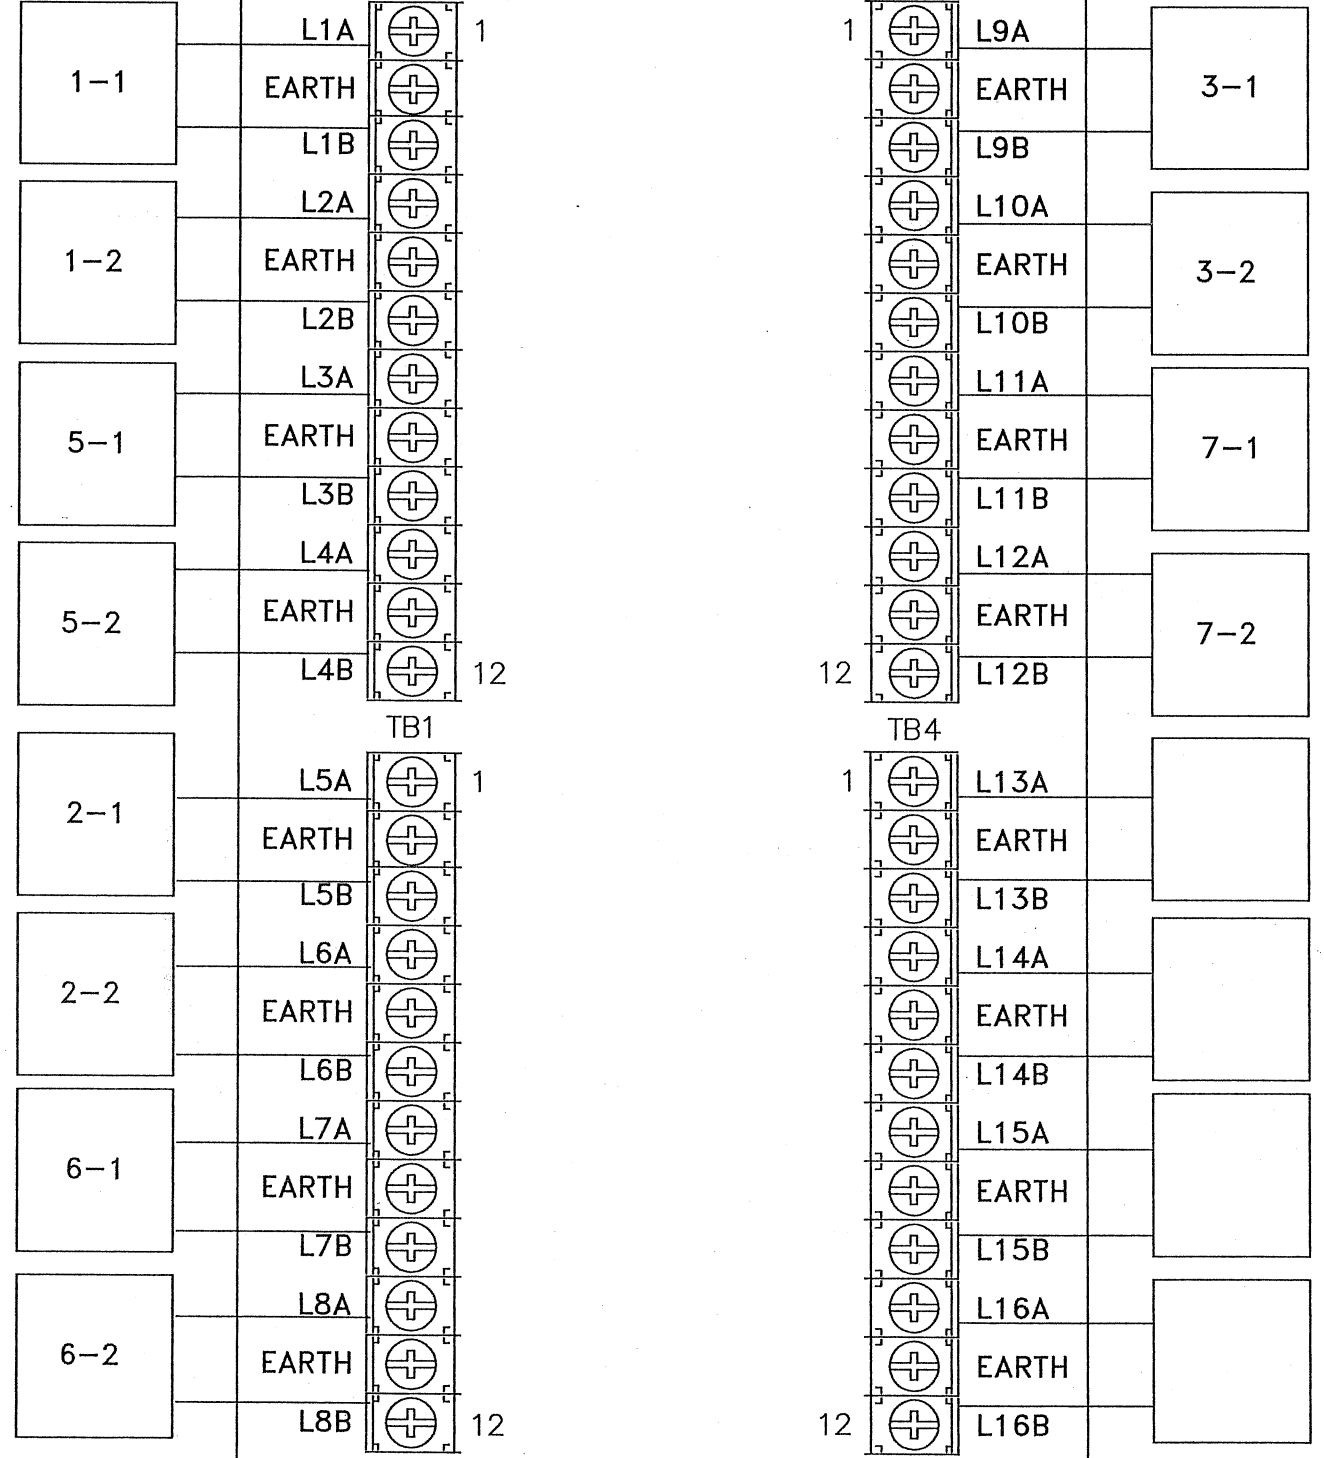 L1A 1
1-1
EARTH
L1B
L2A
1-2
EARTH
L2B
L3A
5-1
EARTH
L3B
L4A
5-2
EARTH
L4B 12
TB1
L5A 1
2-1
EARTH
L5B
L6A
2-2
EARTH
L6B
L7A
6-1
EARTH
L7B
L8A
6-2
EARTH
L8B 12
1 L9A
EARTH
3-1
L9B
L10A
EARTH
3-2
L10B
L11A
EARTH
7-1
L11B
L12A
EARTH
7-2
12 L12B
TB4
1 L13A
EARTH
L13B
L14A
EARTH
L14B
L15A
EARTH
L15B
L16A
EARTH
12 L16B